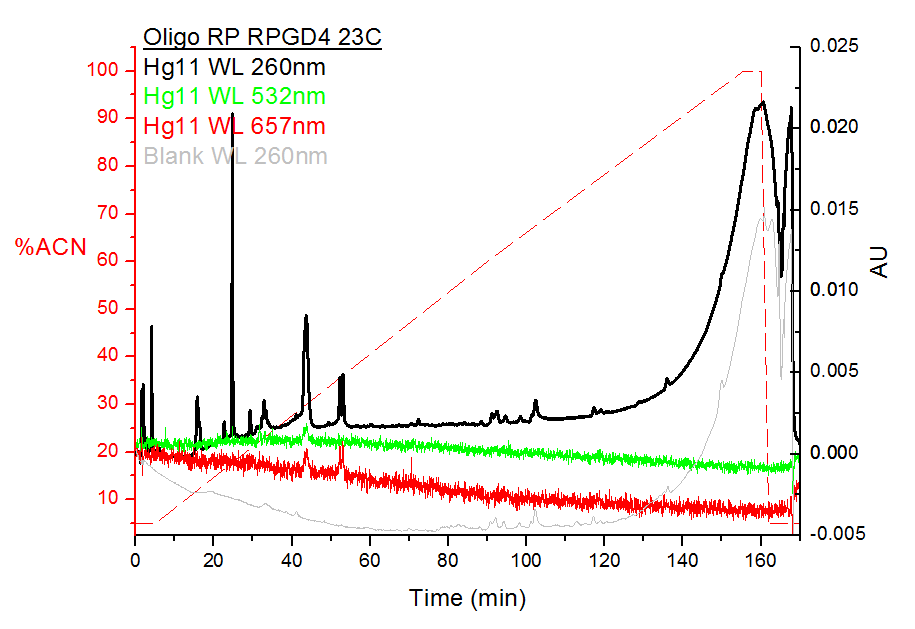 Oligo RP RPGD4 23C
Hg11 WL 260nm
Hg11 WL 532nm
Hg11 WL 657nm
Blank WL 260nm
%ACN
100
90
80
70
60
50
40
30
20
10
0.025
0.020
0.015
0.010
0.005
0.000
-0.005
AU
0 20 40 60 80 100 120 140 160
Time (min)